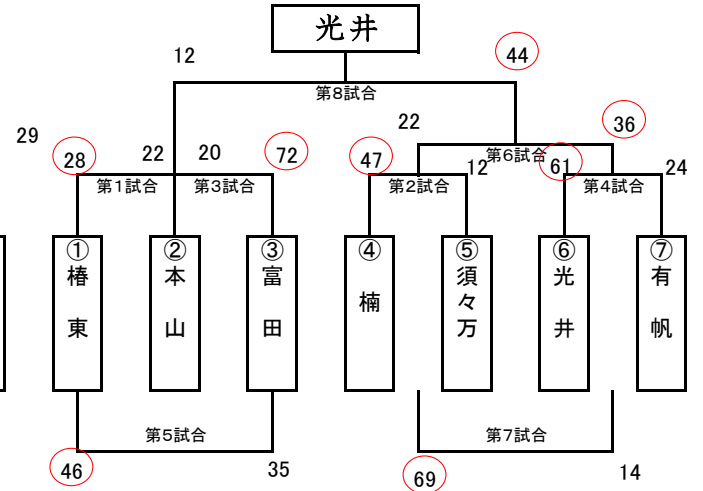 光井
12
44
第8試合
29
22
36
28
22
20
72
47
12
第6試合
61
24
第1試合
第3試合
第2試合
第4試合
①椿東
②本山
③富田
④楠
⑤須々万
⑥光井
⑦有帆
第5試合
第7試合
46
35
69
14